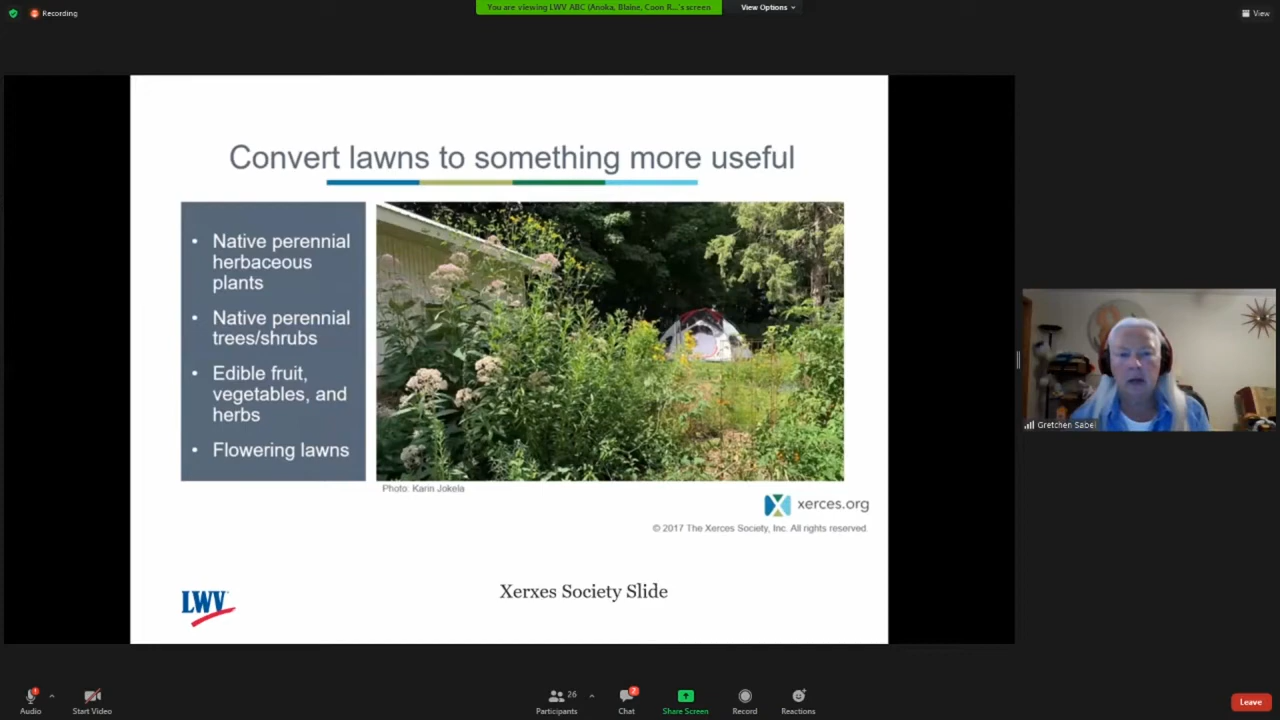 Recording
You are viewing LWV ABC (Anoka, Blaine, Coon R...'s screen
View Options
View
Convert lawns to something more useful
• Native perennial
herbaceous
plants
• Native perennial
trees/shrubs
• Edible fruit,
vegetables, and
herbs
• Flowering lawns
Photo: Karin Jokela
xerces.org
© 2017 The Xerces Society, Inc. All rights reserved.
LWV
Xerxes Society Slide
Gretchen Sabel
Audio
Start Video
26
Participants
2
Chat
Share Screen
Record
Reactions
Leave